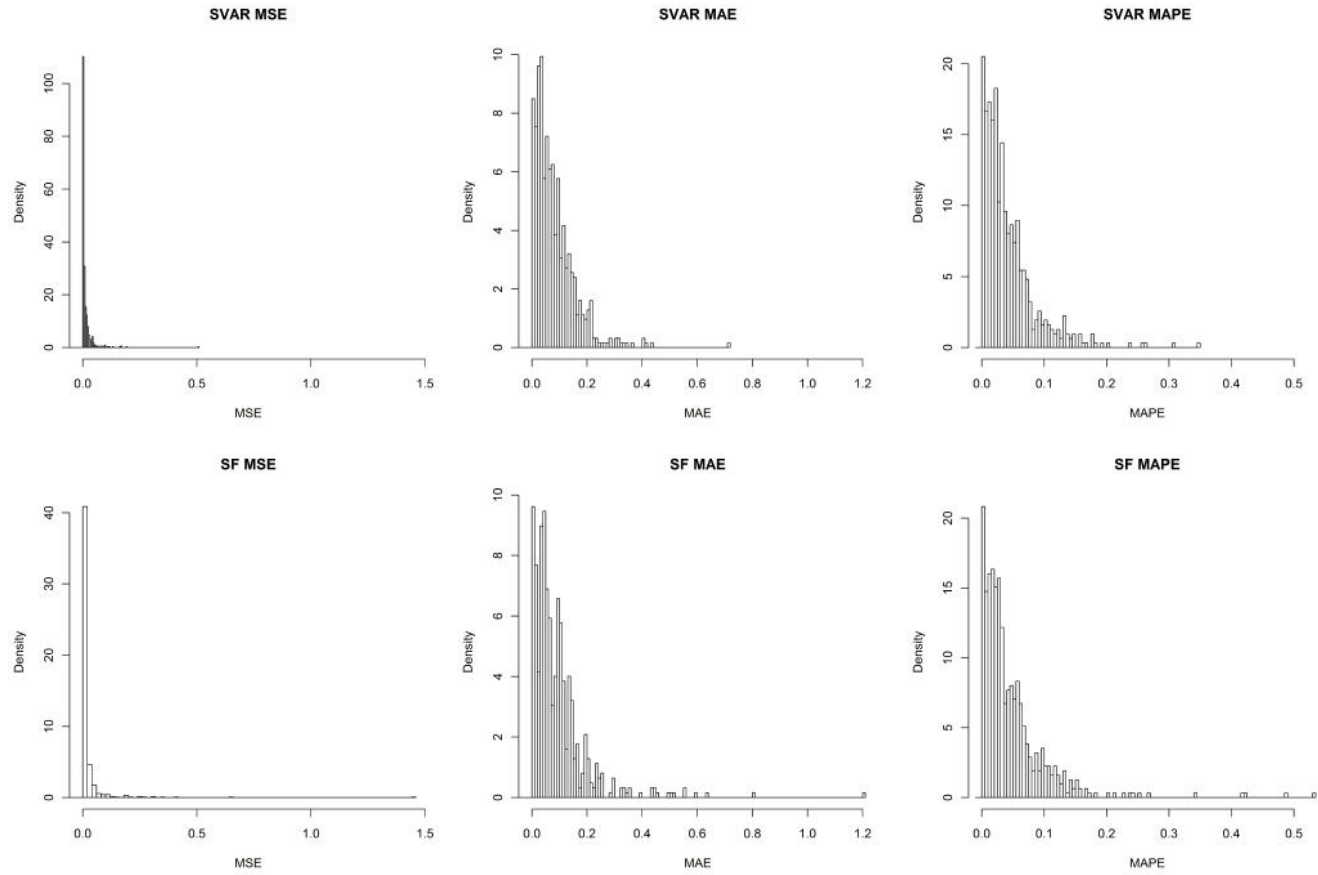 SVAR MSE
Density
0 20 40 60 80 100
0.0 0.5 1.0 1.5
MSE
SVAR MAE
Density
0 2 4 6 8 10
0.0 0.2 0.4 0.6 0.8 1.0 1.2
MAE
SVAR MAPE
Density
0 5 10 15 20
0.0 0.1 0.2 0.3 0.4 0.5
MAPE
SF MSE
Density
0 10 20 30 40
0.0 0.5 1.0 1.5
MSE
SF MAE
Density
0 2 4 6 8 10
0.0 0.2 0.4 0.6 0.8 1.0 1.2
MAE
SF MAPE
Density
0 5 10 15 20
0.0 0.1 0.2 0.3 0.4 0.5
MAPE